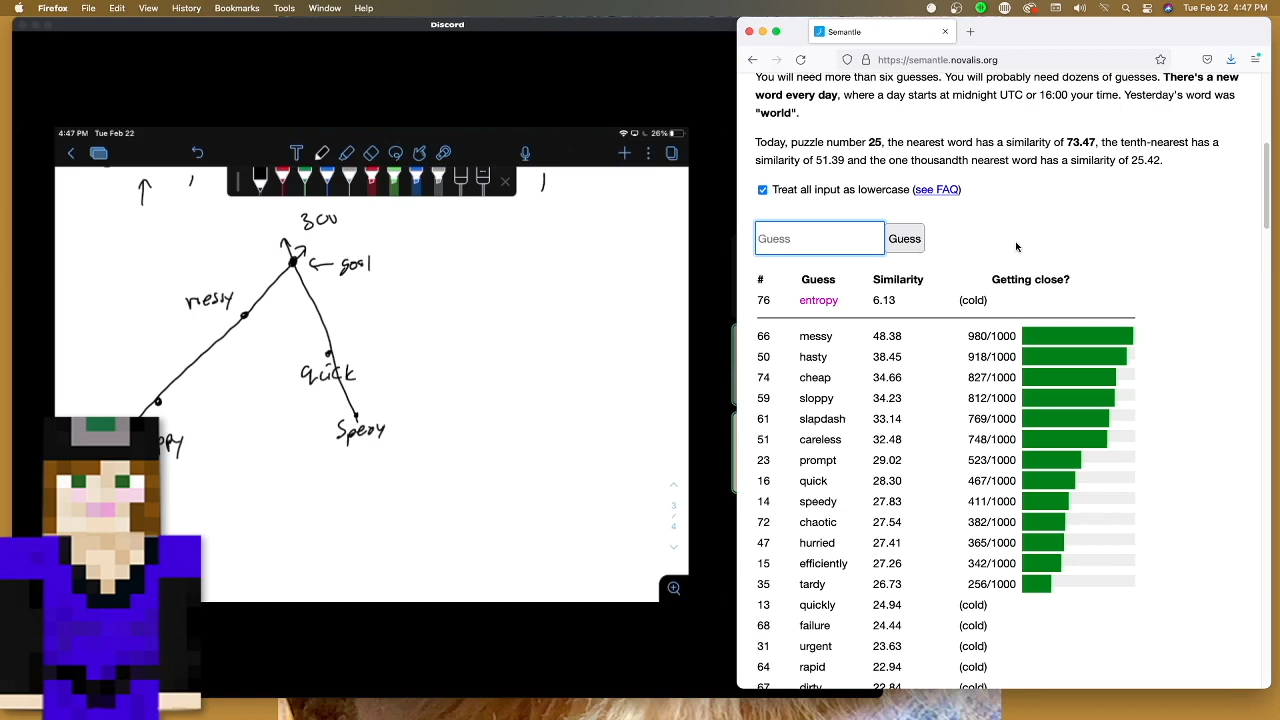 Firefox File Edit View History Bookmarks Tools Window Help
Tue Feb 22 4:47 PM
Discord
Semantle
https://semantle.novalis.org
You will need more than six guesses. You will probably need dozens of guesses. There's a new
word every day, where a day starts at midnight UTC or 16:00 your time. Yesterday's word was
"world".
Today, puzzle number 25, the nearest word has a similarity of 73.47, the tenth-nearest has a
similarity of 51.39 and the one thousandth nearest word has a similarity of 25.42.
Treat all input as lowercase (see FAQ)
Guess Guess
# Guess Similarity Getting close?
76 entropy 6.13 (cold)
66 messy 48.38 980/1000
50 hasty 38.45 918/1000
74 cheap 34.66 827/1000
59 sloppy 34.23 812/1000
61 slapdash 33.14 769/1000
51 careless 32.48 748/1000
23 prompt 29.02 523/1000
16 quick 28.30 467/1000
14 speedy 27.83 411/1000
72 chaotic 27.54 382/1000
47 hurried 27.41 365/1000
15 efficiently 27.26 342/1000
35 tardy 26.73 256/1000
13 quickly 24.94 (cold)
68 failure 24.44 (cold)
31 urgent 23.63 (cold)
64 rapid 22.94 (cold)
67 dirty 22.84 (cold)
4:47 PM Tue Feb 22 26%
T
300
goal
messy
quick
ppy
3
/
4